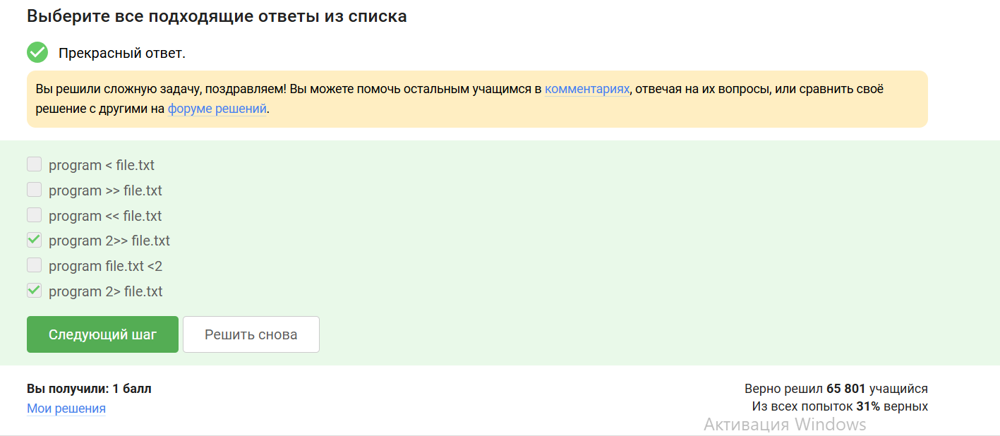 Выберите все подходящие ответы из списка
Прекрасный ответ.
Вы решили сложную задачу, поздравляем! Вы можете помочь остальным учащимся в комментариях, отвечая на их вопросы, или сравнить своё
решение с другими на форуме решений.
program < file.txt
program >> file.txt
program << file.txt
program 2>> file.txt
program file.txt <2
program 2> file.txt
Следующий шаг
Решить снова
Вы получили: 1 балл
Мои решения
Верно решил 65 801 учащийся
Из всех попыток 31% верных
Активация Windows